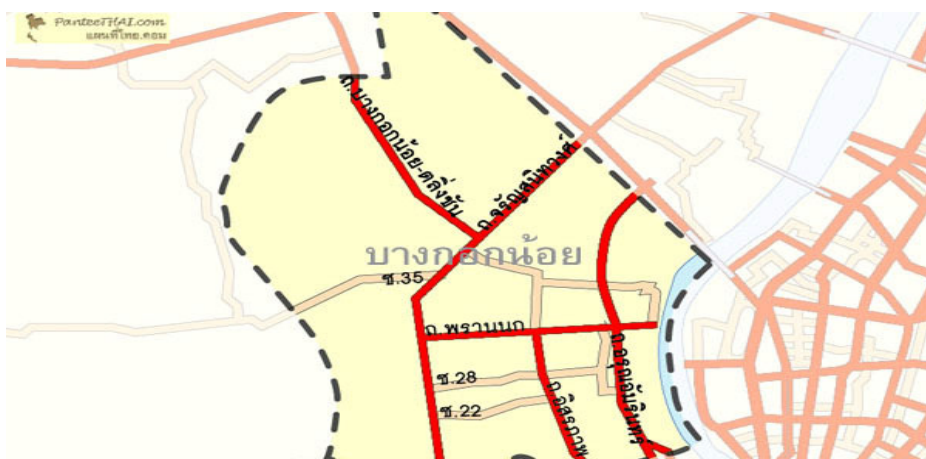 PanteeTHAI.com
แผนที่ไทย.คอม
ถ.บางกอกน้อย-ตลิ่งชัน
ถ.จรัญสนิทวงศ์
บางกอกน้อย
ซ.35
ถ.พรานนก
ถ.อรุณอัมรินทร์
ซ.28
ถ.อิสรภาพ
ซ.22